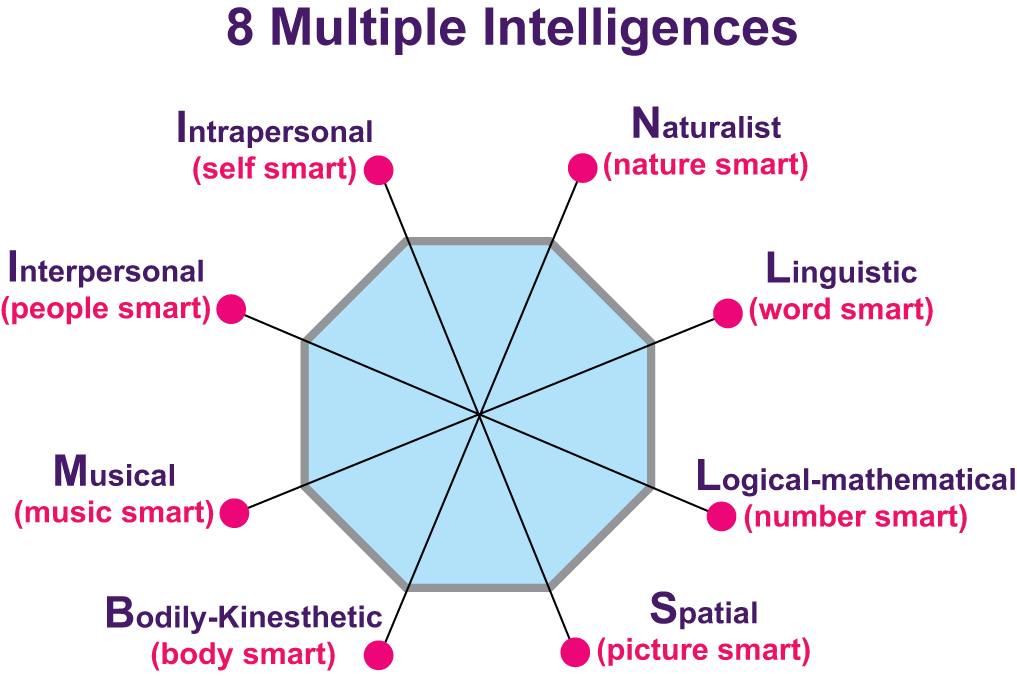 8 Multiple Intelligences
Intrapersonal
(self smart)
Naturalist
(nature smart)
Interpersonal
(people smart)
Linguistic
(word smart)
Musical
(music smart)
Logical-mathematical
(number smart)
Bodily-Kinesthetic
(body smart)
Spatial
(picture smart)